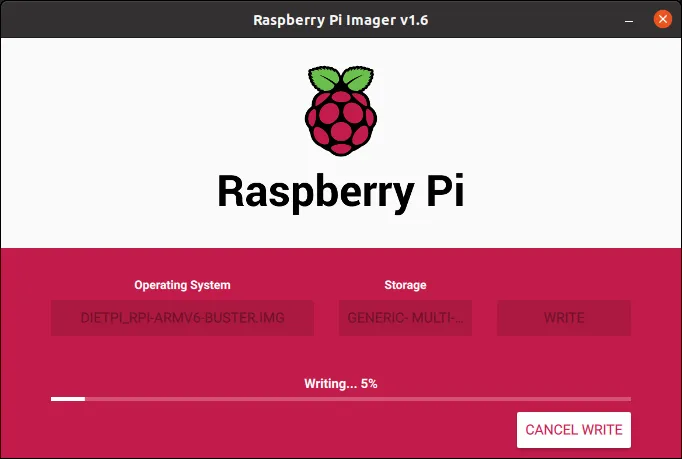 Raspberry Pi Imager v1.6
Raspberry Pi
Operating System
Storage
DIETPI_RPI-ARMV6-BUSTER.IMG
GENERIC- MULTI-...
WRITE
Writing... 5%
CANCEL WRITE